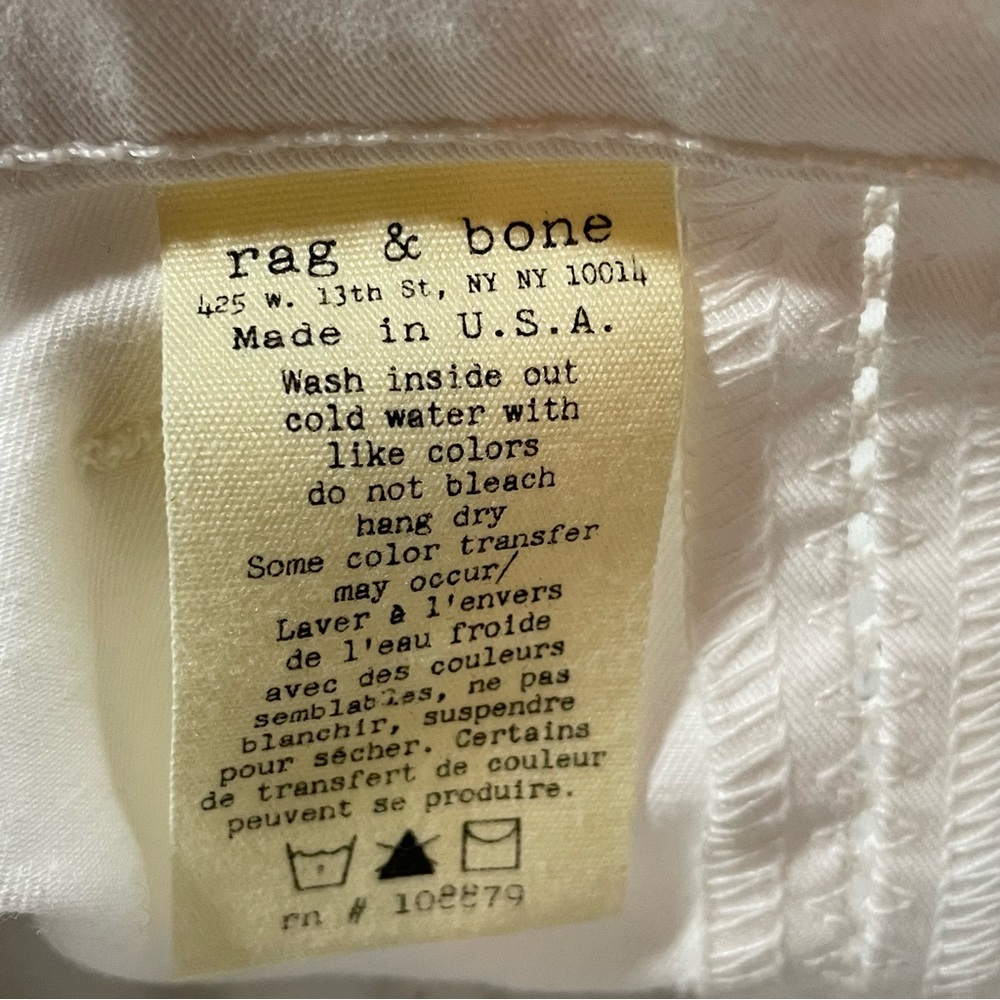 rag & bone
425 W. 13th St, NY NY 10014
Made in U.S.A.
Wash inside out
cold water with
like colors
do not bleach
hang dry
Some color transfer
may occur/
Laver à l'envers
de l'eau froide
avec des couleurs
semblables, ne pas
blanchir, suspendre
pour sécher. Certains
de transfert de couleur
peuvent se produire.
rn # 108879